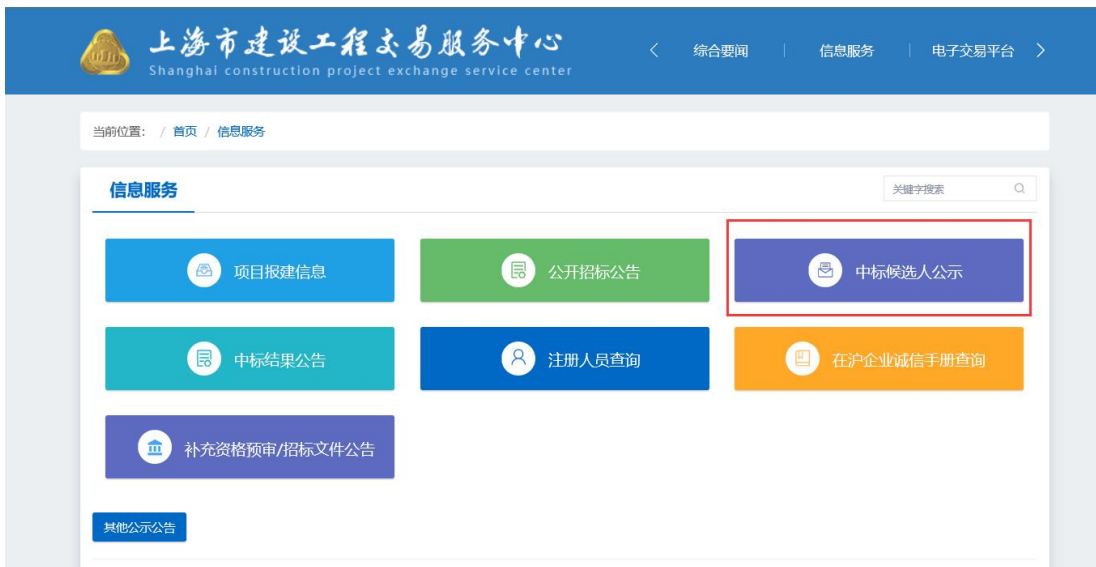 上海市建设工程交易服务中心
Shanghai construction project exchange service center
< 综合要闻 | 信息服务 | 电子交易平台 >
当前位置： / 首页 / 信息服务
信息服务
关键字搜索
项目报建信息
公开招标公告
中标候选人公示
中标结果公告
注册人员查询
在沪企业诚信手册查询
补充资格预审/招标文件公告
其他公示公告